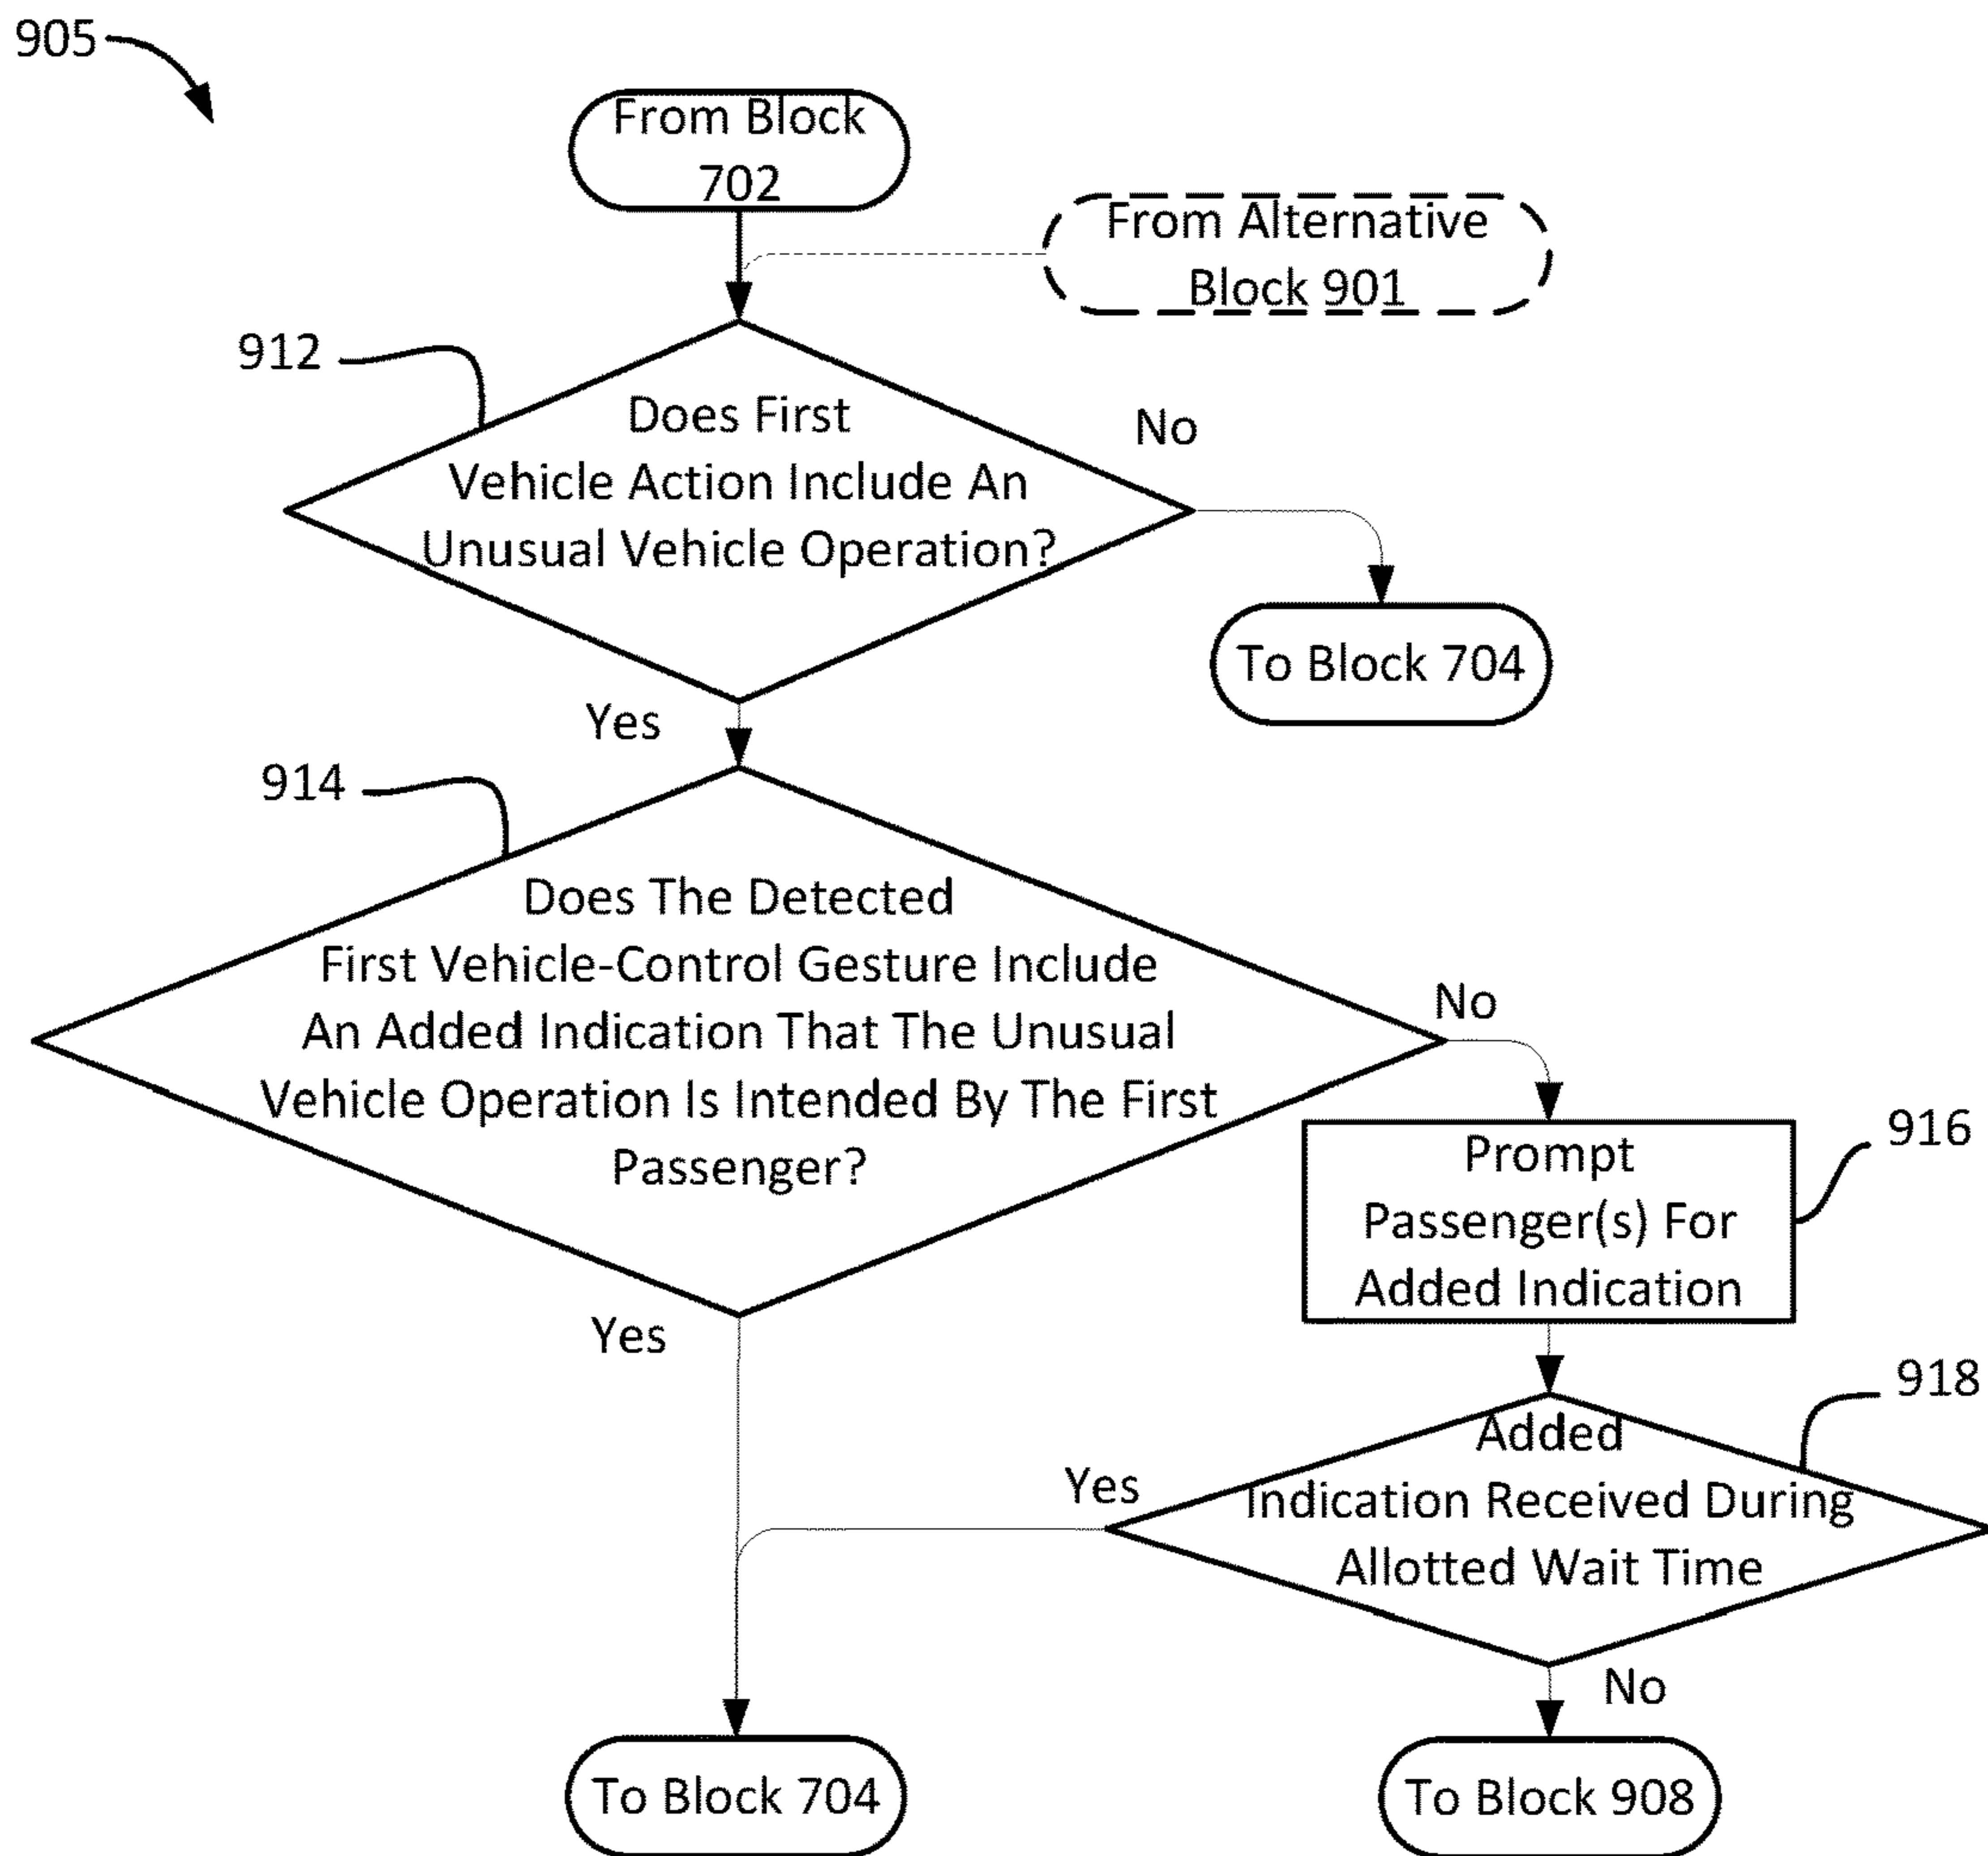 905
From Block
702
From Alternative
Block 901
912
Does First
Vehicle Action Include An
Unusual Vehicle Operation?
No
To Block 704
Yes
914
Does The Detected
First Vehicle-Control Gesture Include
An Added Indication That The Unusual
Vehicle Operation Is Intended By The First
Passenger?
No
916
Prompt
Passenger(s) For
Added Indication
Yes
918
Added
Indication Received During
Allotted Wait Time
Yes
No
To Block 704
To Block 908